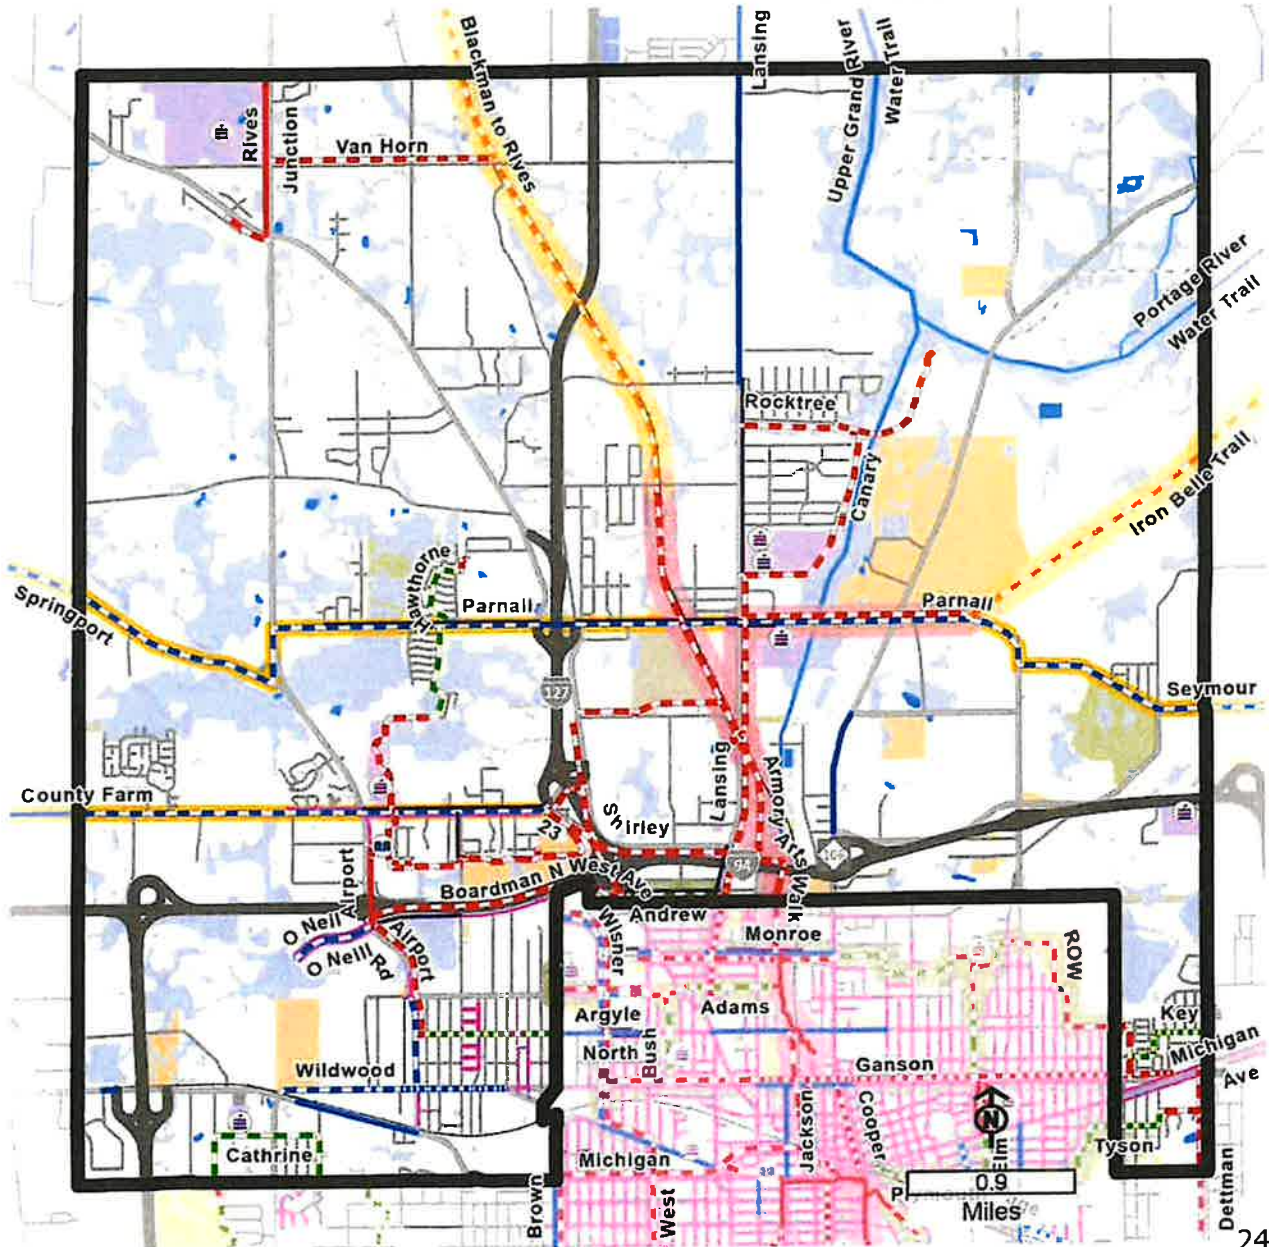 Blackman to Rives
Lansing
Upper Grand River
Water Trail
Rives
Junction
Van Horn
Portage River
Water Trail
Rocktree
Canary
Iron Belle Trail
Hawthorne
Springport
Parnall
Parnall
127
Seymour
County Farm
Lansing
Armory Arts Walk
Shirley
23
94
106
Airport
Boardman N West Ave
O Neil
O Neill Rd
Airport
Wisner
Andrew
Monroe
ROW
Adams
Argyle
Key
North
Bush
Michigan
Ave
Ganson
Wildwood
Jackson
Cooper
N
Elm
Cathrine
Michigan
Tyson
0.9
Miles
Brown
West
Dettman
24